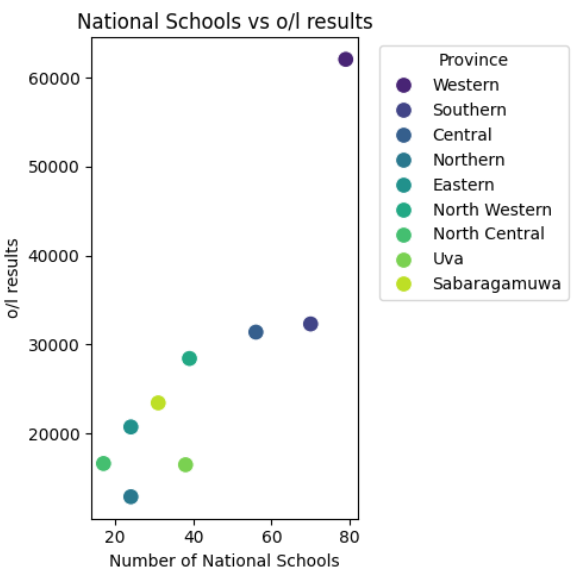 National Schools vs o/l results
o/l results
60000
50000
40000
30000
20000
20 40 60 80
Number of National Schools
Province
Western
Southern
Central
Northern
Eastern
North Western
North Central
Uva
Sabaragamuwa